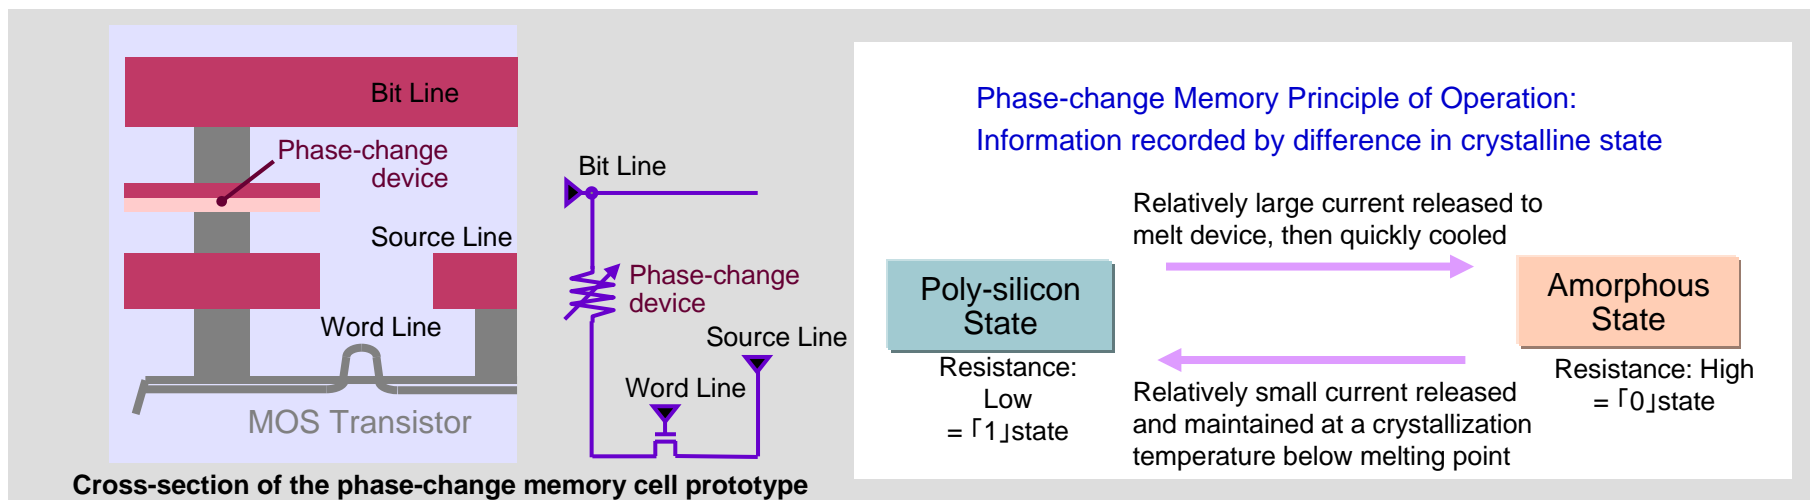 Bit Line
Phase-change
device
Source Line
Word Line
MOS Transistor
Bit Line
Phase-change
device
Source Line
Word Line
Cross-section of the phase-change memory cell prototype
Phase-change Memory Principle of Operation:
Information recorded by difference in crystalline state
Relatively large current released to
melt device, then quickly cooled
Poly-silicon
State
Resistance:
Low
=「1」state
Amorphous
State
Resistance: High
=「0」state
Relatively small current released
and maintained at a crystallization
temperature below melting point